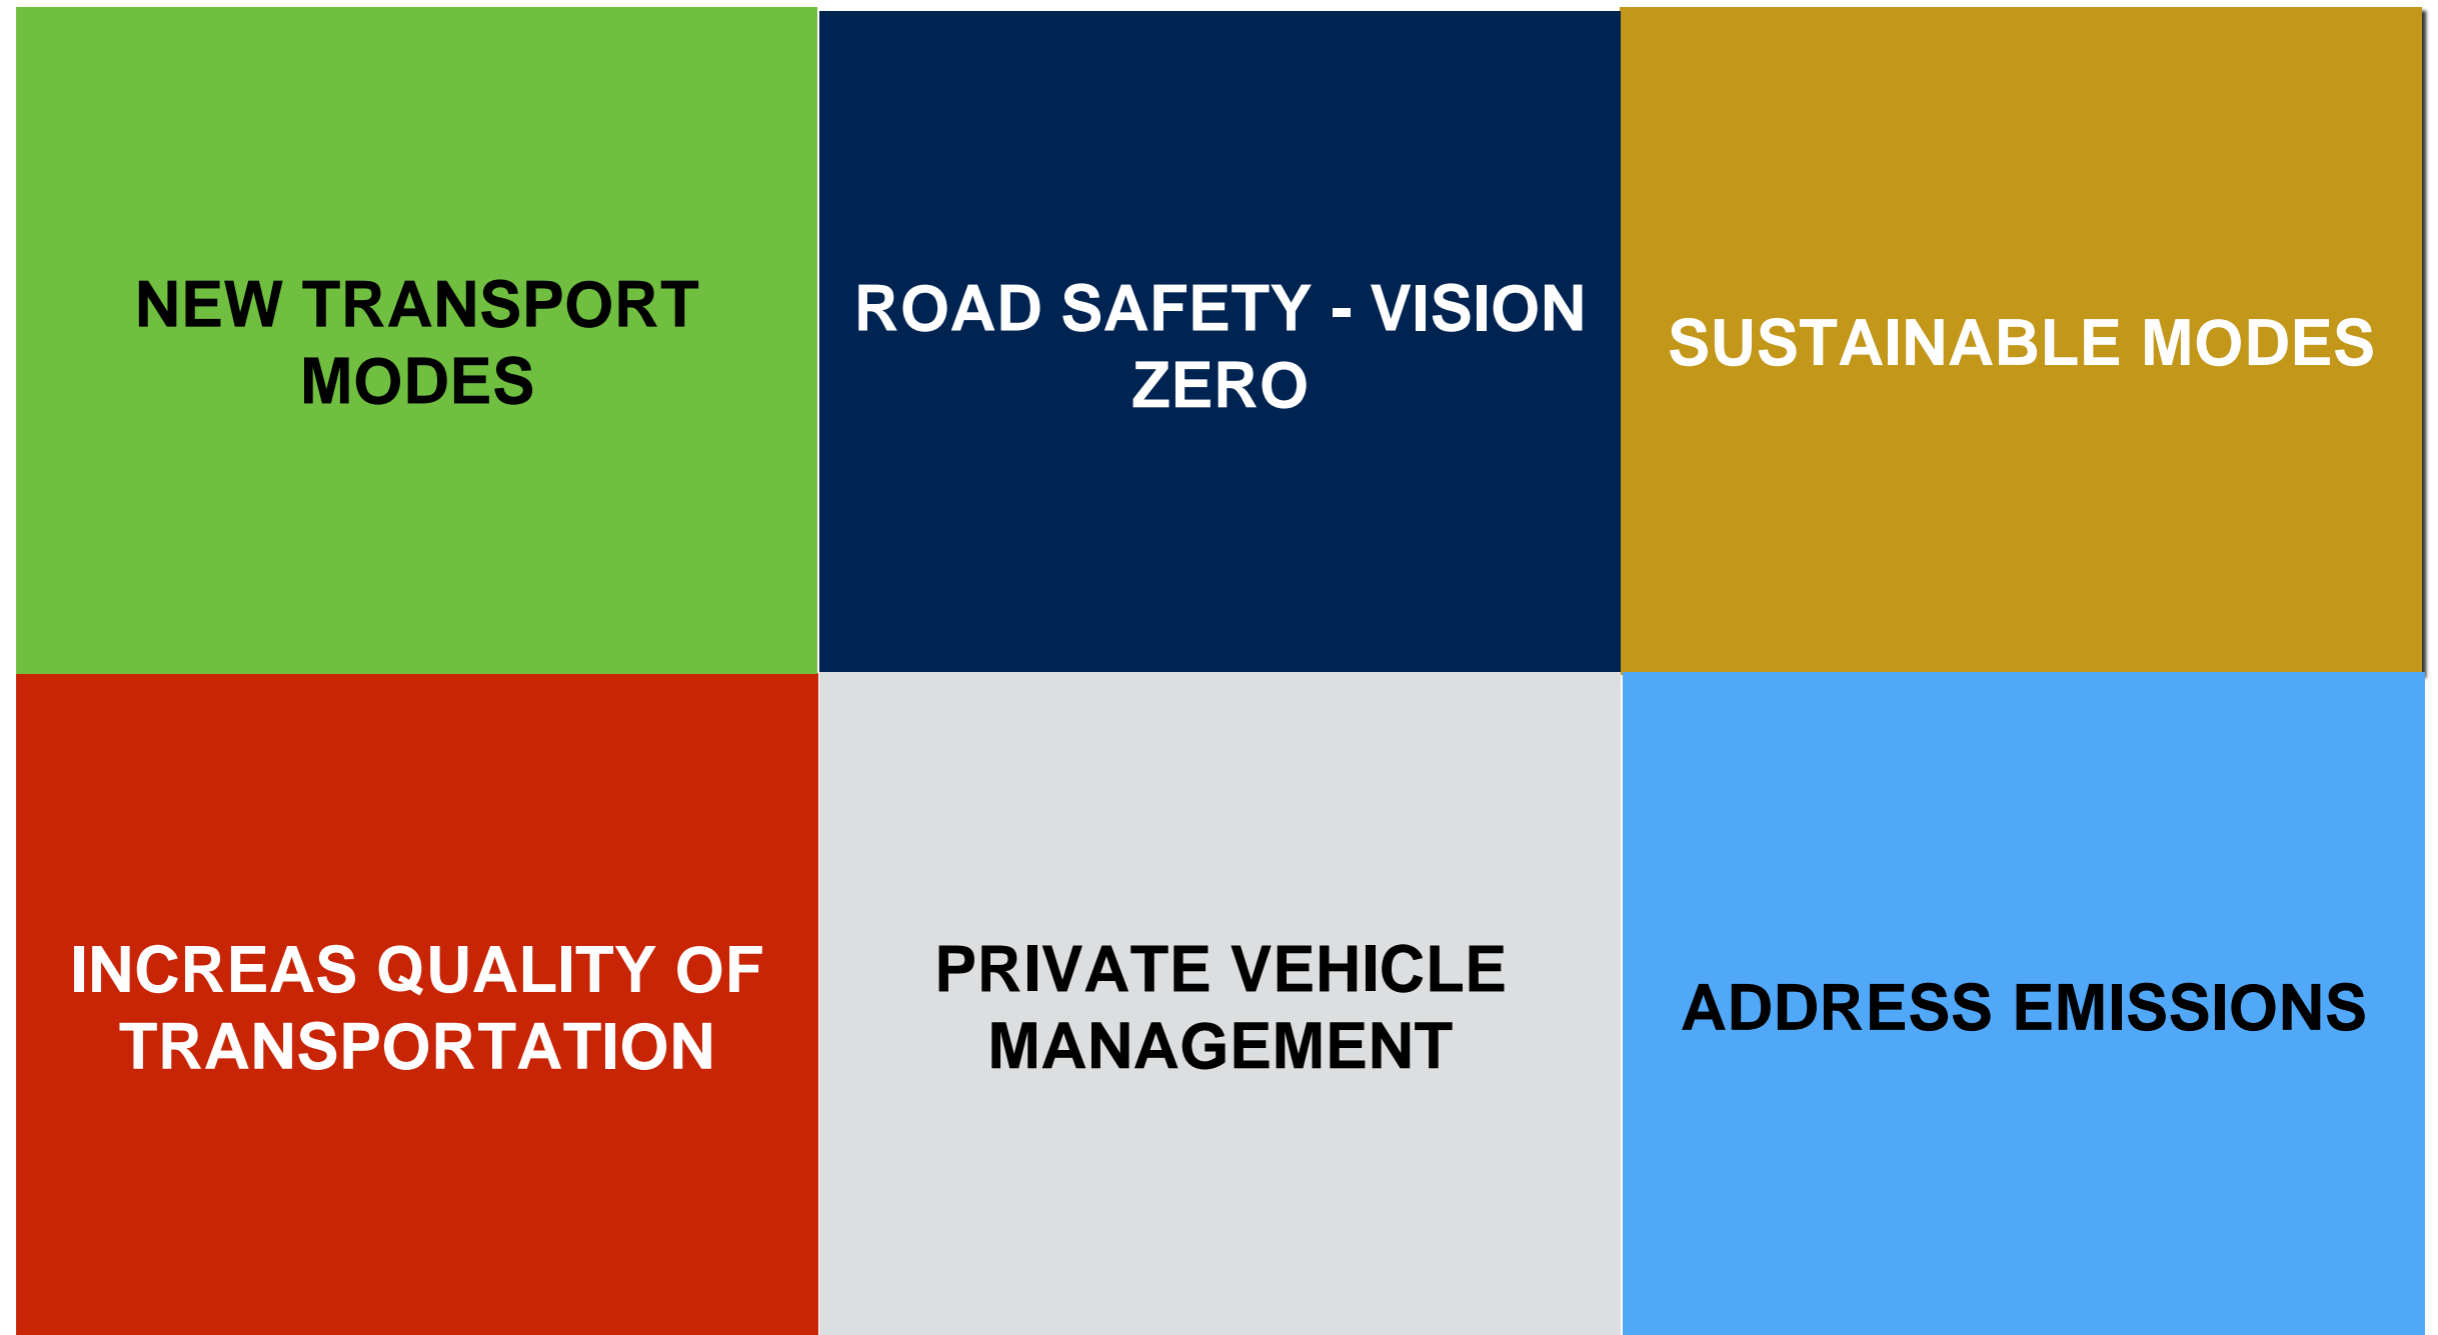 NEW TRANSPORT
MODES
ROAD SAFETY - VISION
ZERO
SUSTAINABLE MODES
INCREAS QUALITY OF
TRANSPORTATION
PRIVATE VEHICLE
MANAGEMENT
ADDRESS EMISSIONS